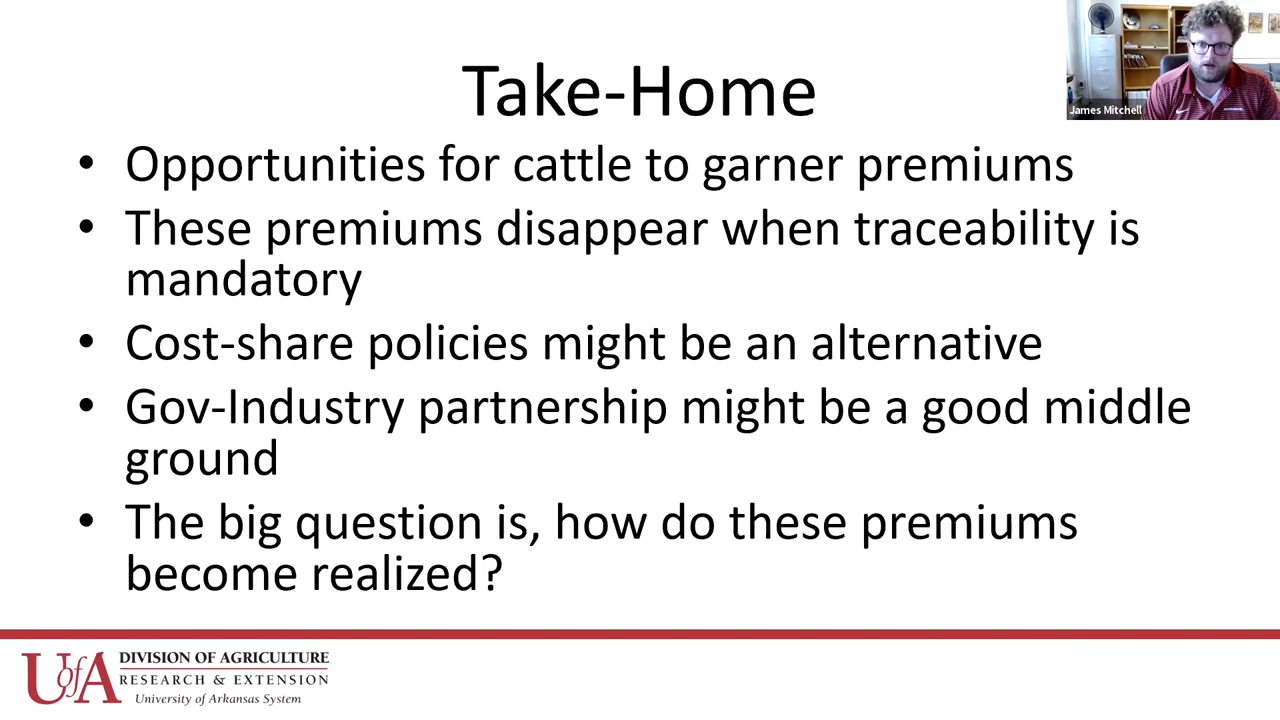 Take-Home
James Mitchell
• Opportunities for cattle to garner premiums
• These premiums disappear when traceability is
mandatory
• Cost-share policies might be an alternative
• Gov-Industry partnership might be a good middle
ground
• The big question is, how do these premiums
become realized?
UofA
DIVISION OF AGRICULTURE
RESEARCH & EXTENSION
University of Arkansas System